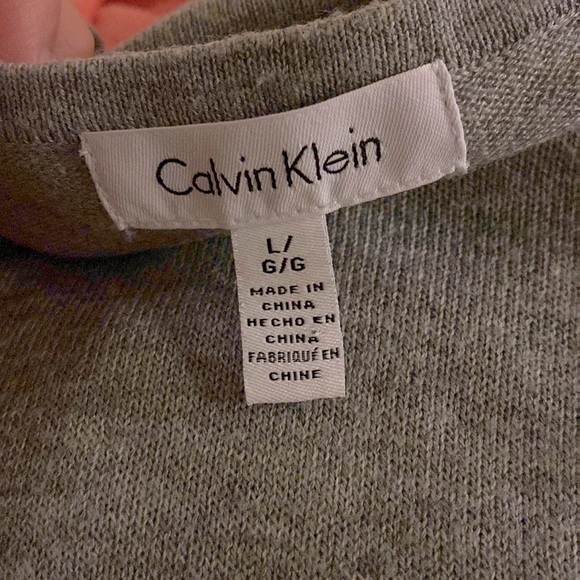 Calvin Klein
L/
G/G
MADE IN
CHINA
HECHO EN
CHINA
FABRIQUÉ EN
CHINE